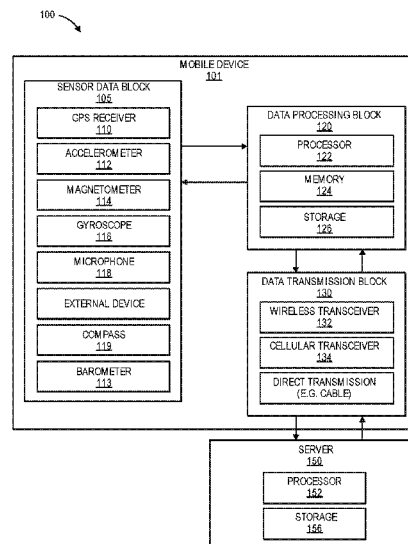 100
MOBILE DEVICE
101
SENSOR DATA BLOCK
105
GPS RECEIVER
110
ACCELEROMETER
112
MAGNETOMETER
114
GYROSCOPE
116
MICROPHONE
118
EXTERNAL DEVICE
COMPASS
119
BAROMETER
113
DATA PROCESSING BLOCK
120
PROCESSOR
122
MEMORY
124
STORAGE
126
DATA TRANSMISSION BLOCK
130
WIRELESS TRANSCEIVER
132
CELLULAR TRANSCEIVER
134
DIRECT TRANSMISSION
(E.G. CABLE)
SERVER
150
PROCESSOR
152
STORAGE
156